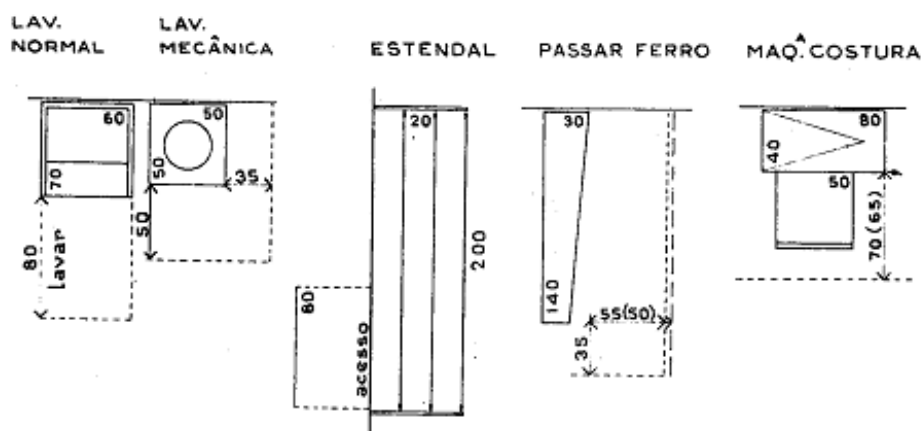 LAV.
NORMAL
LAV.
MECÂNICA
ESTENDAL
PASSAR FERRO
MAQ.ᴬ COSTURA
60
70
80
lavar
50
50
35
50
20
200
80
acesso
30
140
55(50)
35
80
40
50
70(65)